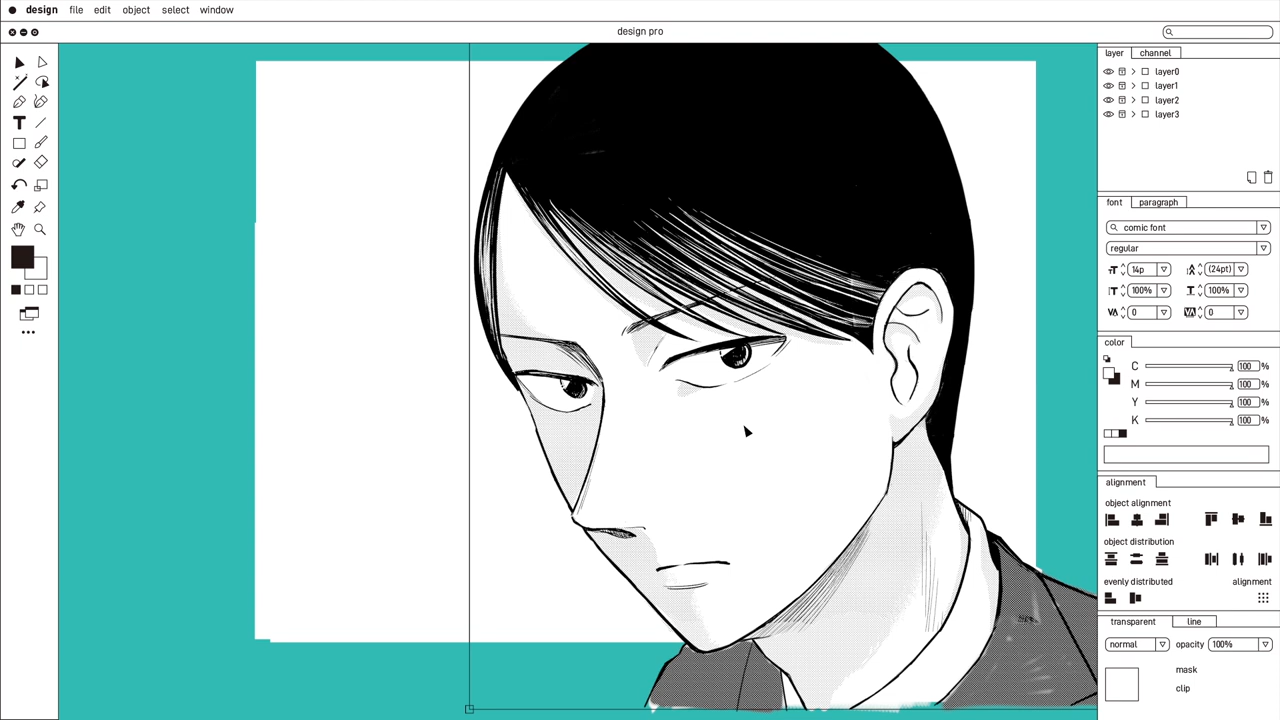 design file edit object select window
design pro
layer channel
layer0
layer1
layer2
layer3
font paragraph
comic font
regular
14p (24pt)
100% 100%
0 0
color
C 100 %
M 100 %
Y 100 %
K 100 %
alignment
object alignment
object distribution
evenly distributed alignment
transparent line
normal opacity 100%
mask
clip